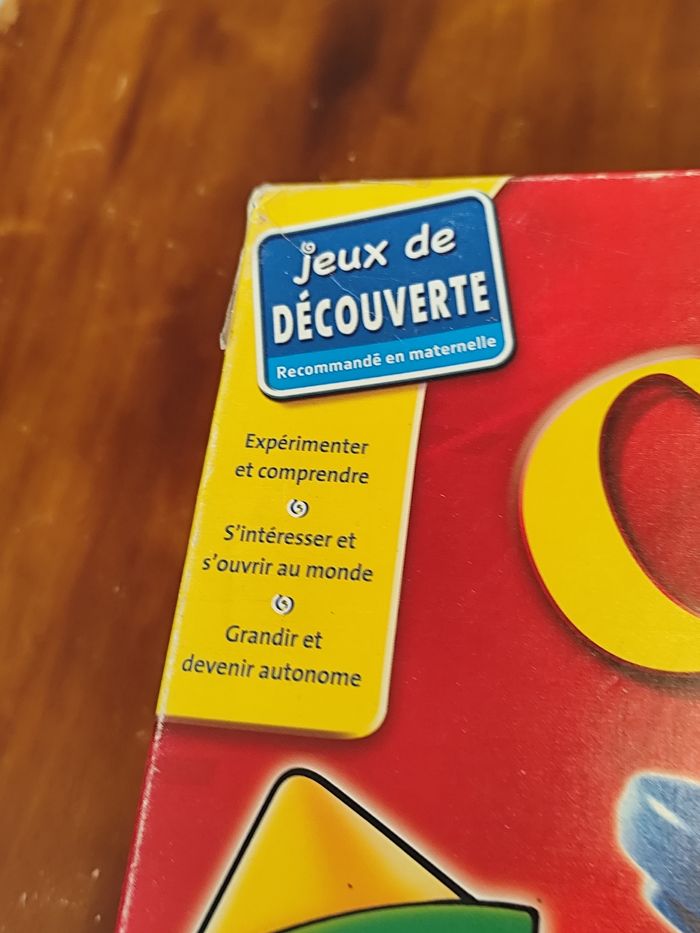 jeux de
DÉCOUVERTE
Recommandé en maternelle
Expérimenter
et comprendre
S'intéresser et
s'ouvrir au monde
Grandir et
devenir autonome